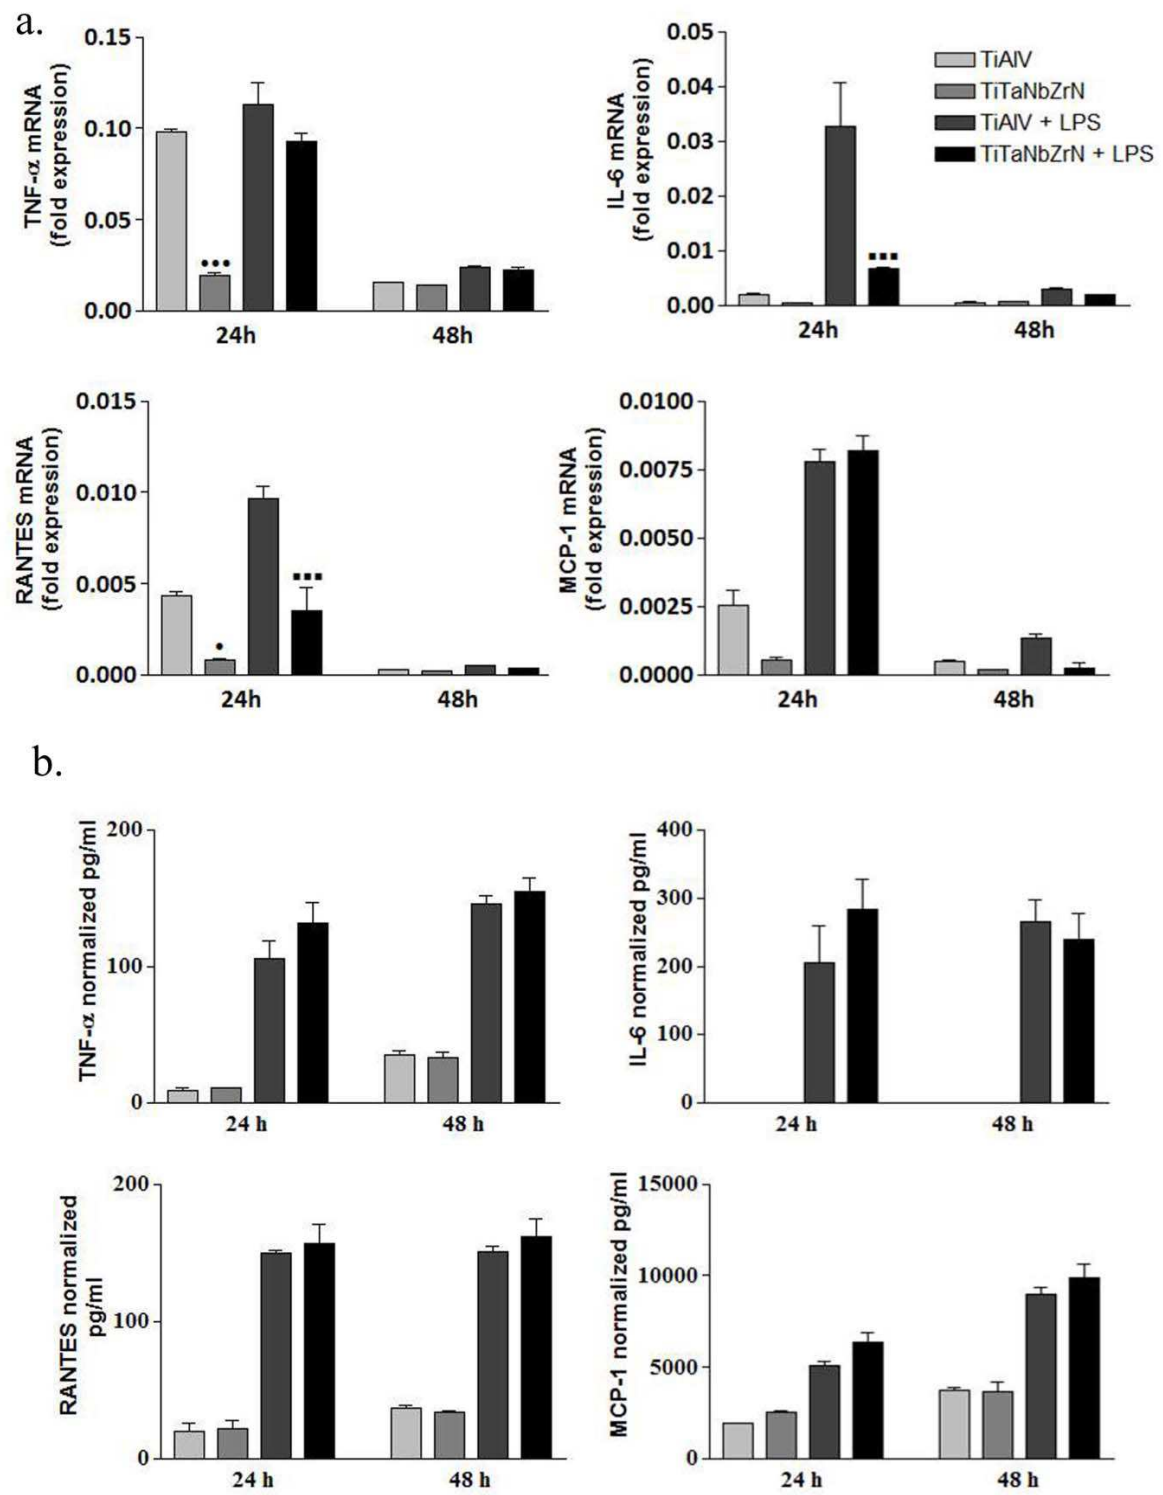 a.
TNF-α mRNA
(fold expression)
0.15
0.10
0.05
0.00
•••
24h
48h
IL-6 mRNA
(fold expression)
0.05
0.04
0.03
0.02
0.01
0.00
▪▪▪
24h
48h
TiAlV
TiTaNbZrN
TiAlV + LPS
TiTaNbZrN + LPS
RANTES mRNA
(fold expression)
0.015
0.010
0.005
0.000
•
▪▪▪
24h
48h
MCP-1 mRNA
(fold expression)
0.0100
0.0075
0.0050
0.0025
0.0000
24h
48h
b.
TNF-α normalized pg/ml
200
100
0
24 h
48 h
IL-6 normalized pg/ml
400
300
200
100
0
24 h
48 h
RANTES normalized
pg/ml
200
100
0
24 h
48 h
MCP-1 normalized pg/ml
15000
10000
5000
0
24 h
48 h